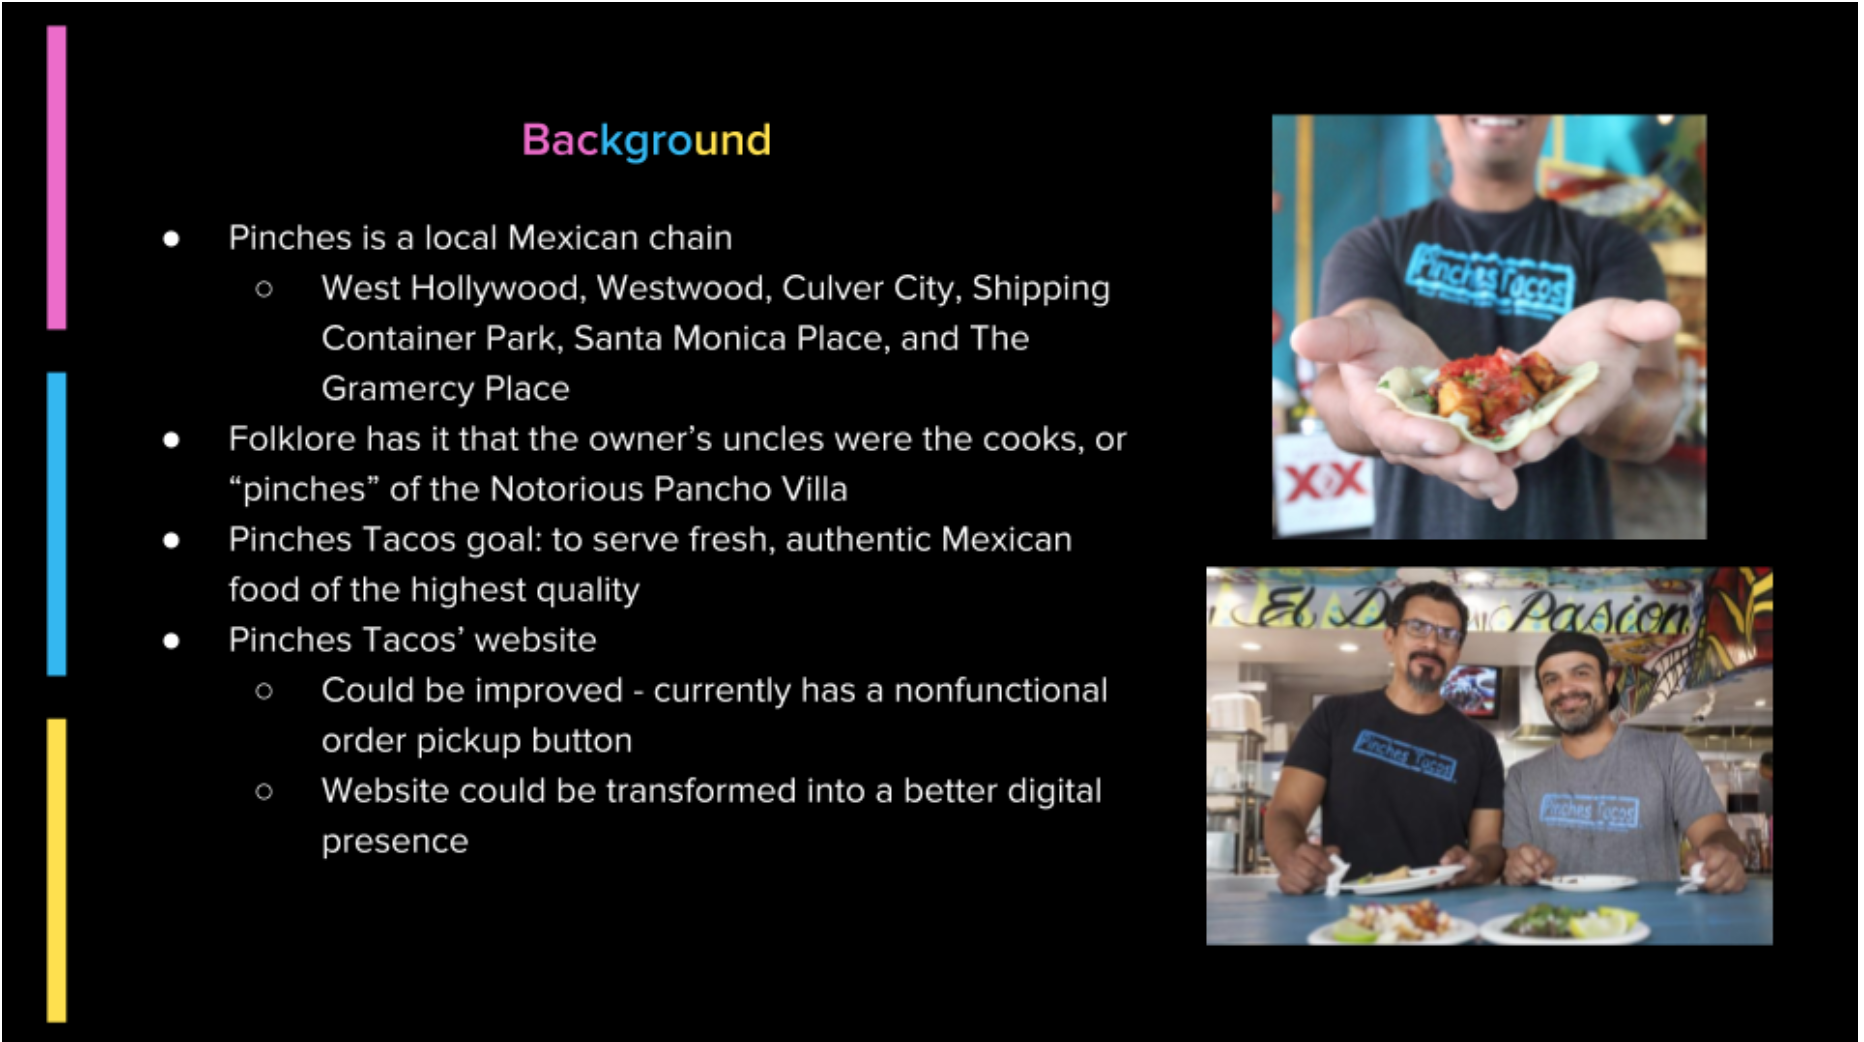 Background
● Pinches is a local Mexican chain
○ West Hollywood, Westwood, Culver City, Shipping
Container Park, Santa Monica Place, and The
Gramercy Place
● Folklore has it that the owner’s uncles were the cooks, or
“pinches” of the Notorious Pancho Villa
● Pinches Tacos goal: to serve fresh, authentic Mexican
food of the highest quality
● Pinches Tacos’ website
○ Could be improved - currently has a nonfunctional
order pickup button
○ Website could be transformed into a better digital
presence
Pinches Tacos
XX
El Pasion
Pinches Tacos
Pinches Tacos